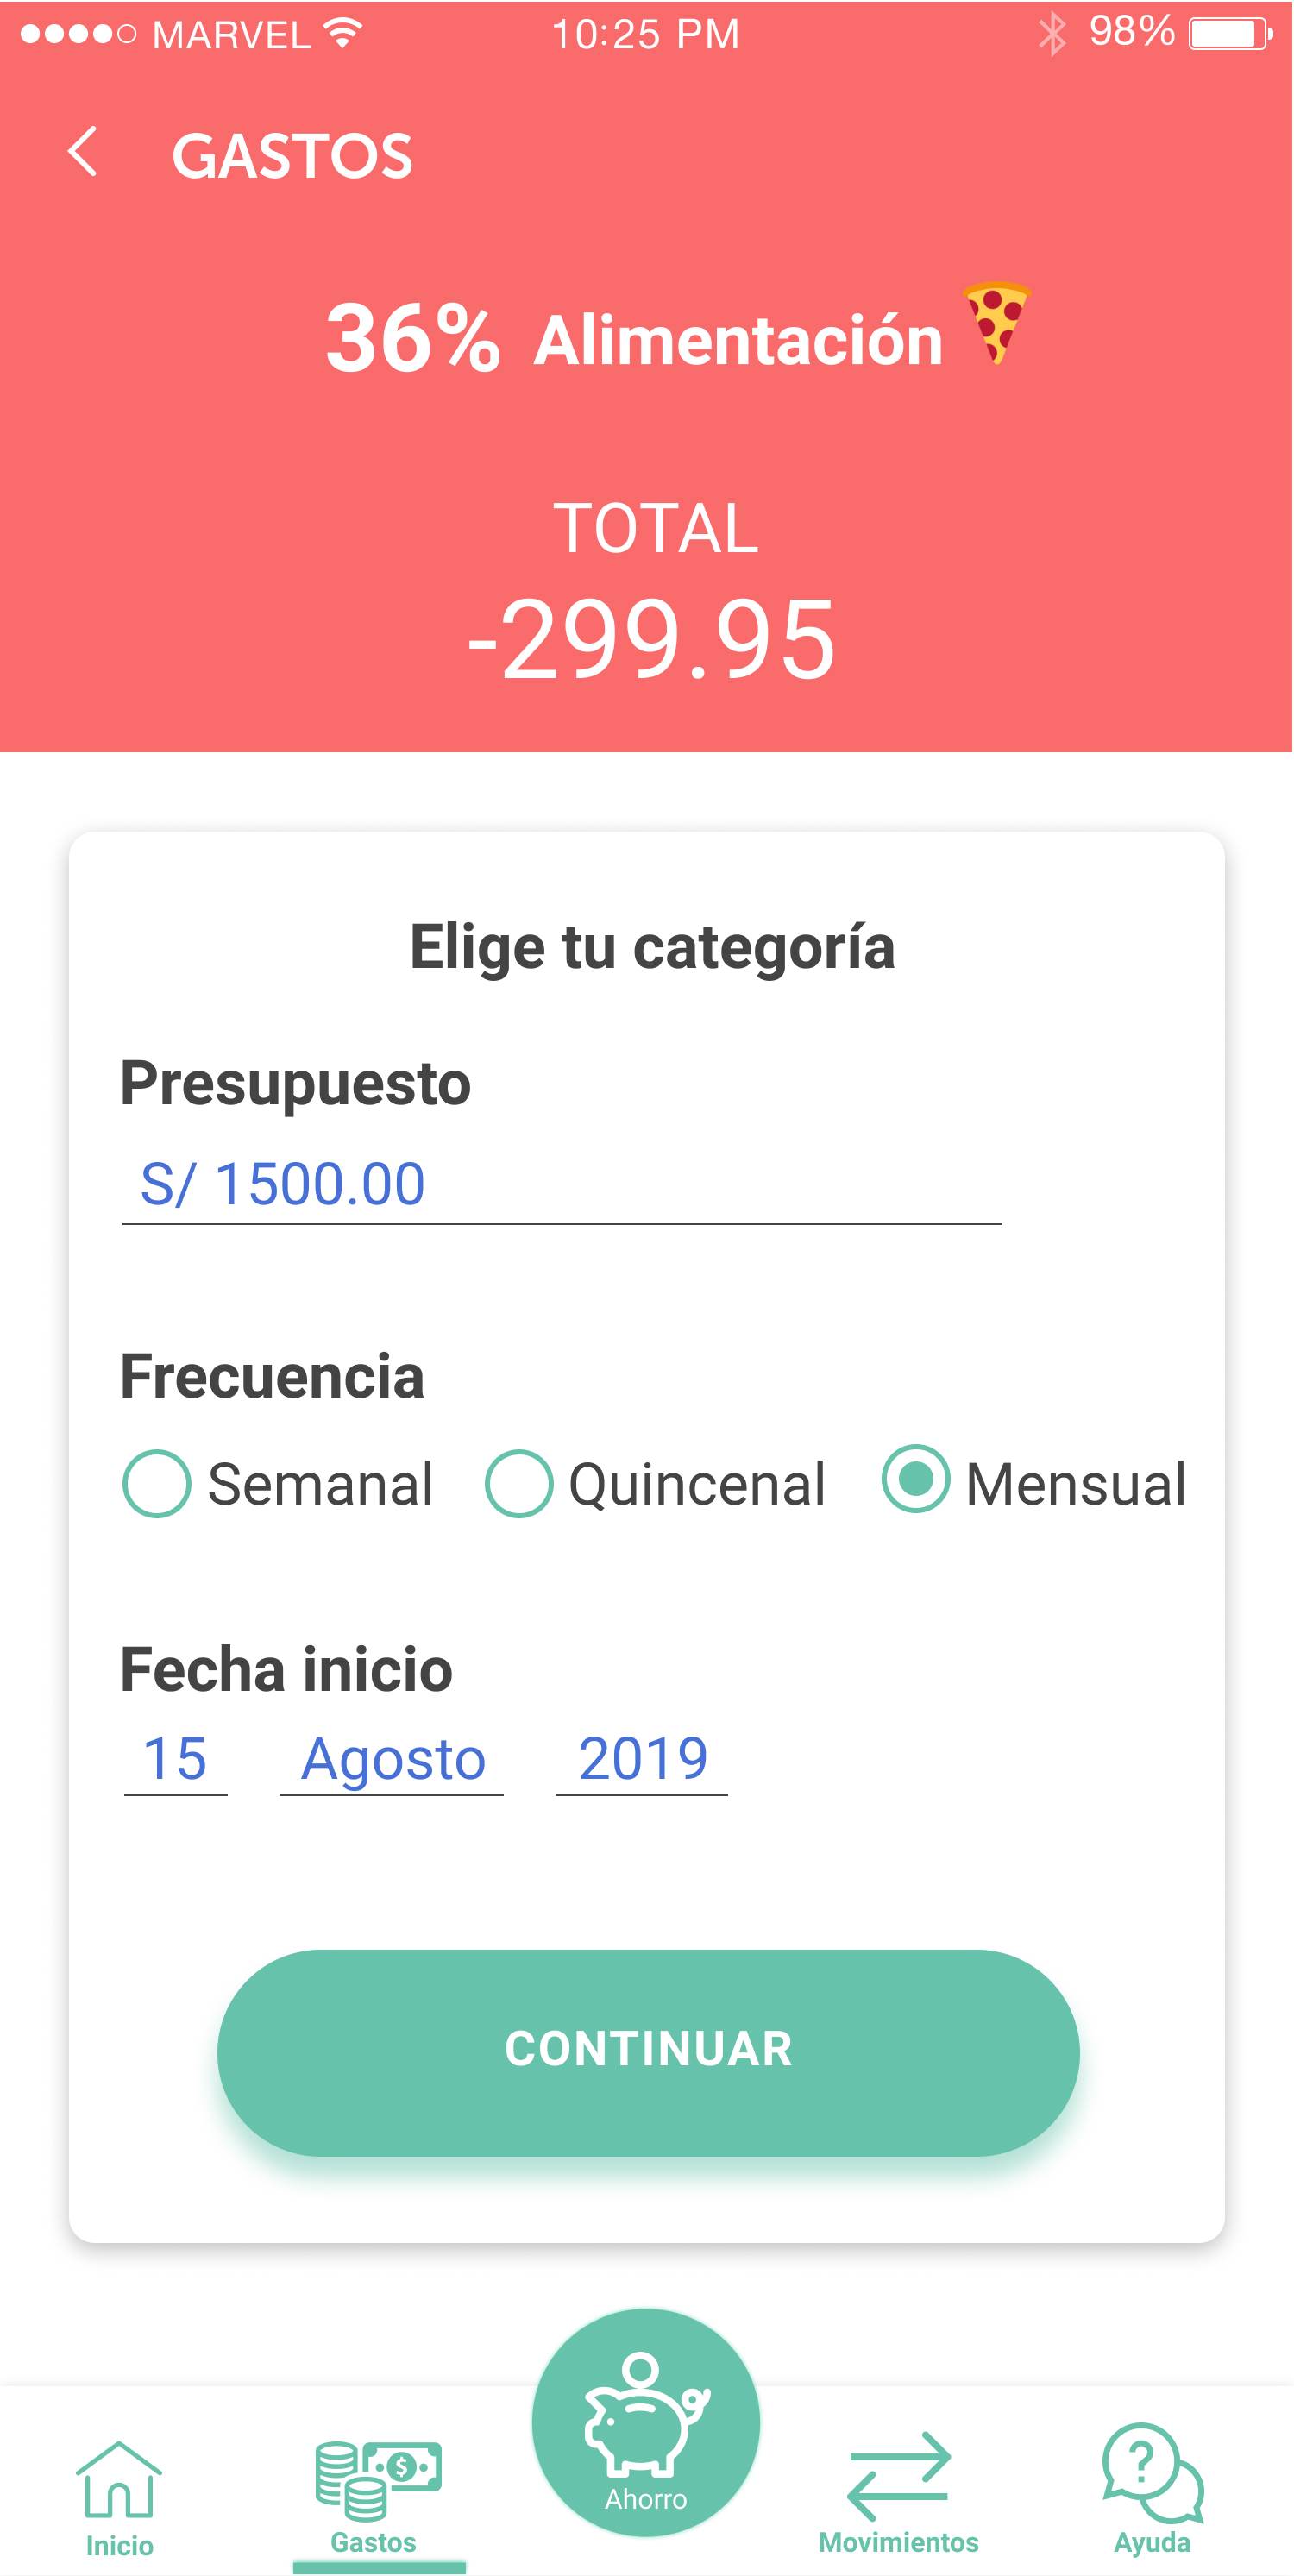 MARVEL 10:25 PM 98%
GASTOS
36% Alimentación
TOTAL
-299.95
Elige tu categoría
Presupuesto
S/ 1500.00
Frecuencia
Semanal Quincenal Mensual
Fecha inicio
15 Agosto 2019
CONTINUAR
Inicio Gastos Ahorro Movimientos Ayuda